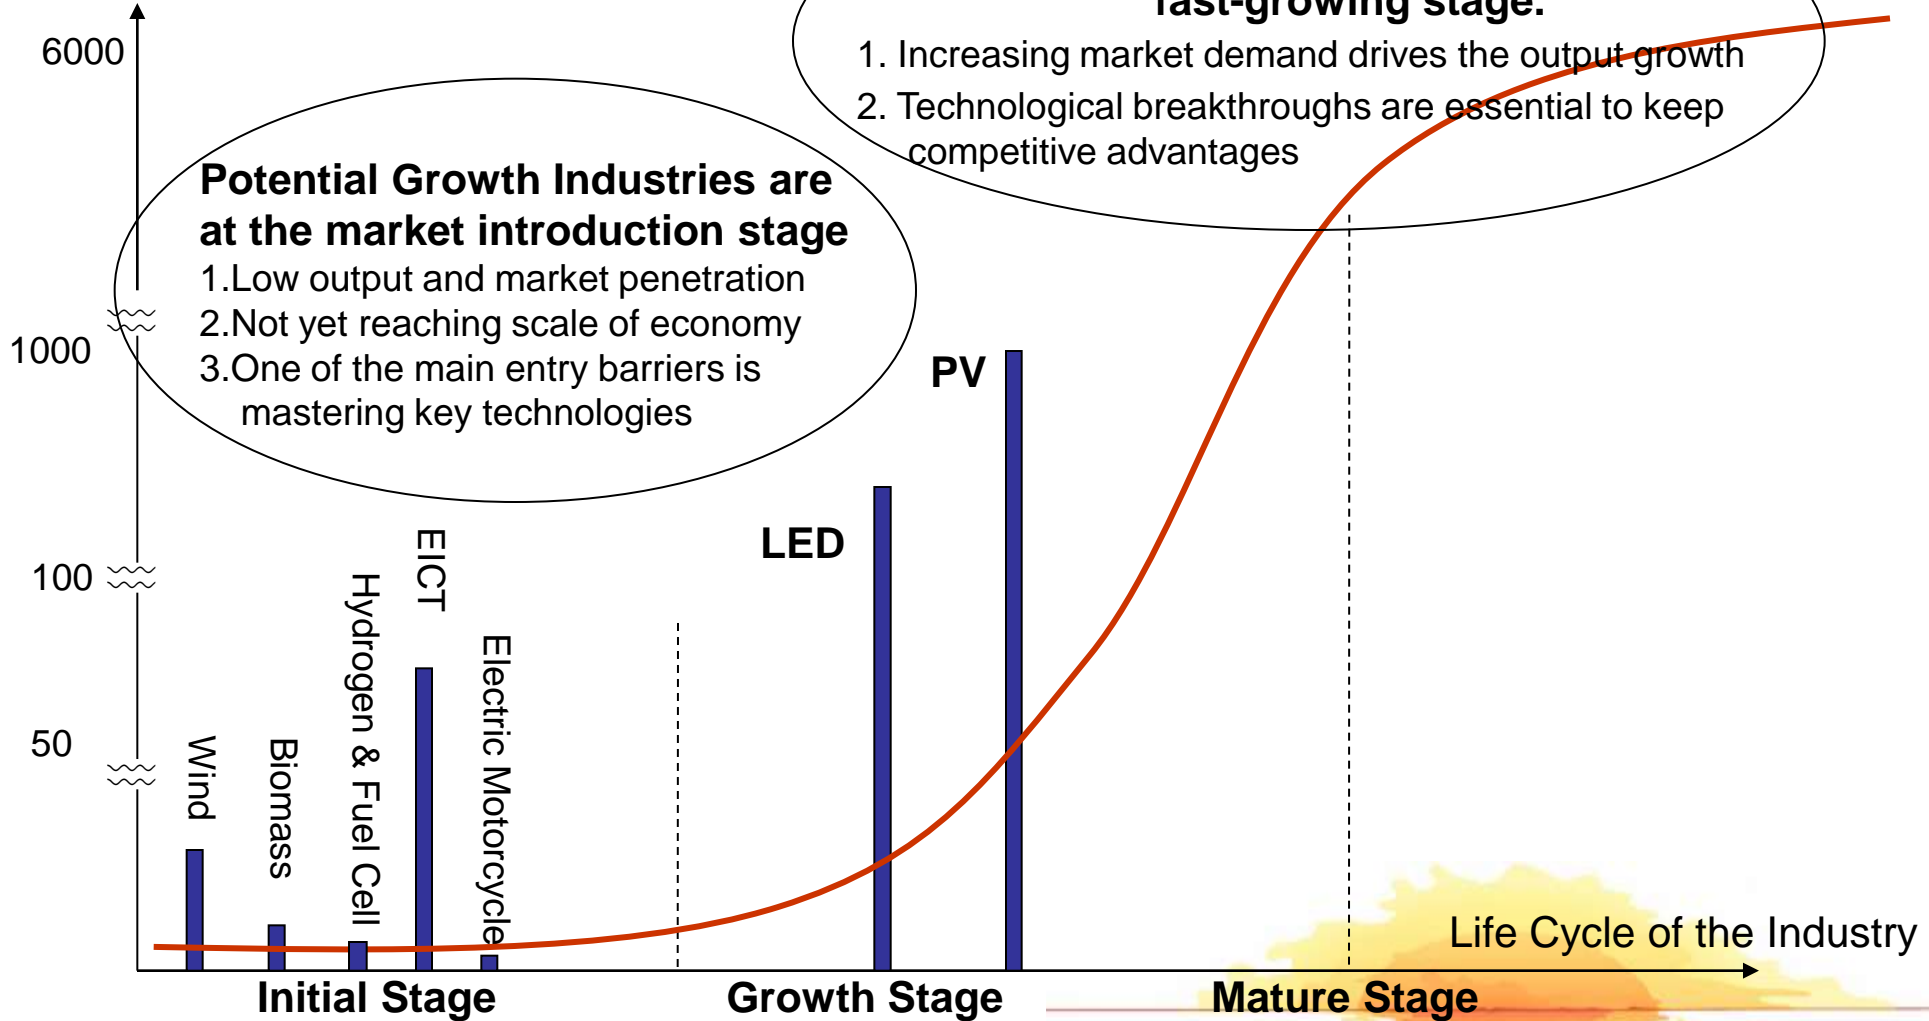 fast-growing stage.
1. Increasing market demand drives the output growth
2. Technological breakthroughs are essential to keep
competitive advantages
6000
Potential Growth Industries are
at the market introduction stage
1.Low output and market penetration
2.Not yet reaching scale of economy
3.One of the main entry barriers is
mastering key technologies
1000
100
50
PV
LED
Wind
Biomass
Hydrogen & Fuel Cell
EICT
Electric Motorcycle
Life Cycle of the Industry
Initial Stage
Growth Stage
Mature Stage